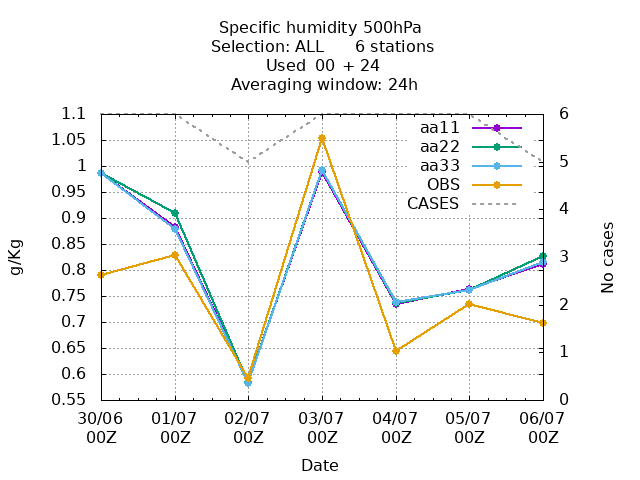 Specific humidity 500hPa
Selection: ALL 6 stations
Used 00 + 24
Averaging window: 24h
1.1
1.05
1
0.95
0.9
0.85
0.8
0.75
0.7
0.65
0.6
0.55
g/Kg
aa11
aa22
aa33
OBS
CASES
6
5
4
3
2
1
0
No cases
30/06 01/07 02/07 03/07 04/07 05/07 06/07
00Z 00Z 00Z 00Z 00Z 00Z 00Z
Date